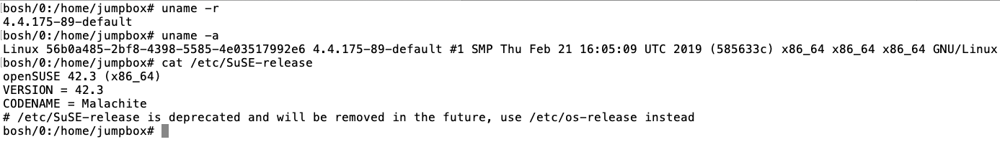 bosh/0:/home/jumpbox# uname -r
4.4.175-89-default
bosh/0:/home/jumpbox# uname -a
Linux 56b0a485-2bf8-4398-5585-4e03517992e6 4.4.175-89-default #1 SMP Thu Feb 21 16:05:09 UTC 2019 (585633c) x86_64 x86_64 x86_64 GNU/Linux
bosh/0:/home/jumpbox# cat /etc/SuSE-release
openSUSE 42.3 (x86_64)
VERSION = 42.3
CODENAME = Malachite
# /etc/SuSE-release is deprecated and will be removed in the future, use /etc/os-release instead
bosh/0:/home/jumpbox#